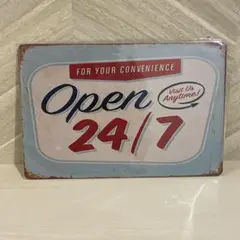 FOR YOUR CONVENIENCE
Open
Visit Us
Anytime!
24/7